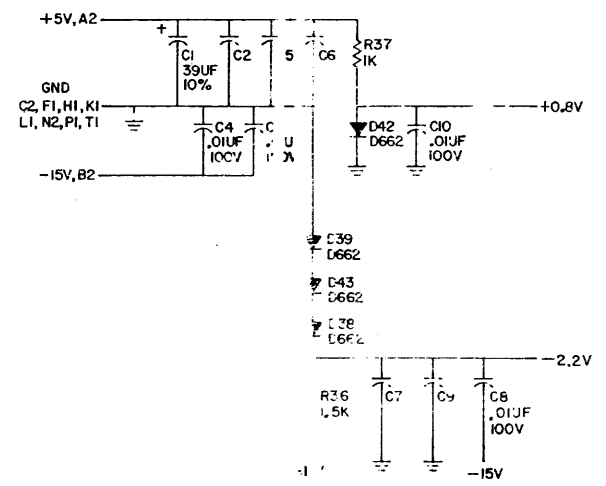 +5V, A2
+
C1
39UF
10%
C2
5
C6
R37
1K
GND
C2, F1, H1, K1
L1, N2, P1, T1
+0.8V
C4
.01UF
100V
D42
D662
C10
.01UF
100V
-15V, B2
D39
D662
D43
D662
D38
D662
-2.2V
R36
1.5K
C7
C9
C8
.01UF
100V
-15V